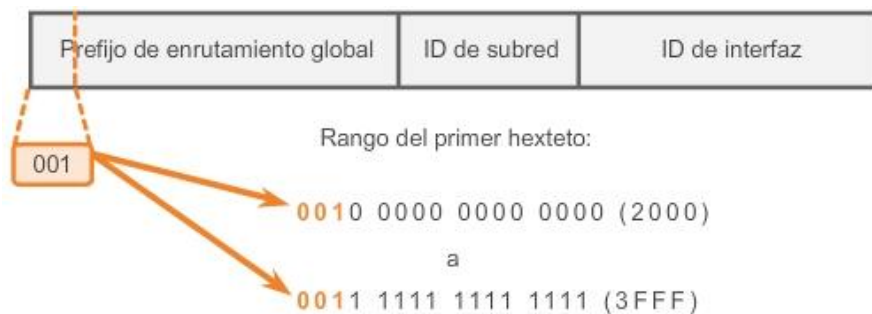 Prefijo de enrutamiento global ID de subred ID de interfaz
Rango del primer hexteto:
001
0010 0000 0000 0000 (2000)
a
0011 1111 1111 1111 (3FFF)